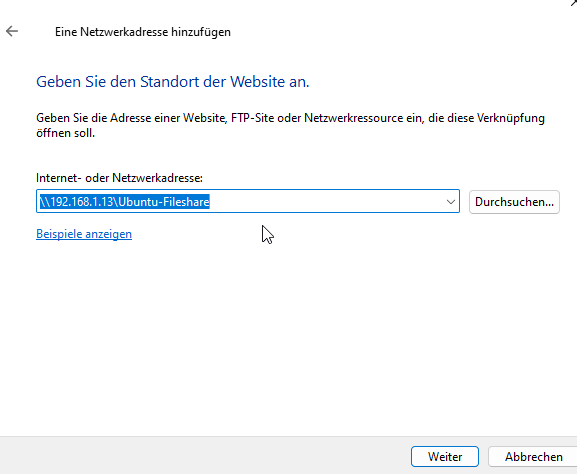 Eine Netzwerkadresse hinzufügen
Geben Sie den Standort der Website an.
Geben Sie die Adresse einer Website, FTP-Site oder Netzwerkressource ein, die diese Verknüpfung
öffnen soll.
Internet- oder Netzwerkadresse:
\\192.168.1.13\Ubuntu-Fileshare
Durchsuchen...
Beispiele anzeigen
Weiter
Abbrechen